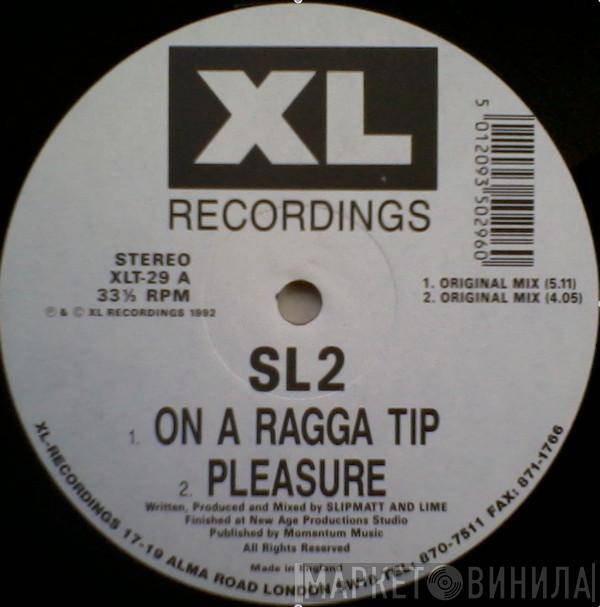 XL
RECORDINGS
5 012093 502960
STEREO
XLT-29 A
33⅓ RPM
℗ & © XL RECORDINGS 1992
1. ORIGINAL MIX (5.11)
2. ORIGINAL MIX (4.05)
SL2
1. ON A RAGGA TIP
2. PLEASURE
Written, Produced and Mixed by SLIPMATT AND LIME
Finished at New Age Productions Studio
Published by Momentum Music
All Rights Reserved
Made in England
XL-RECORDINGS 17-19 ALMA ROAD LONDON SW18 TEL: 870-7511 FAX: 871-1766
МАРКЕТ ВИНИЛА